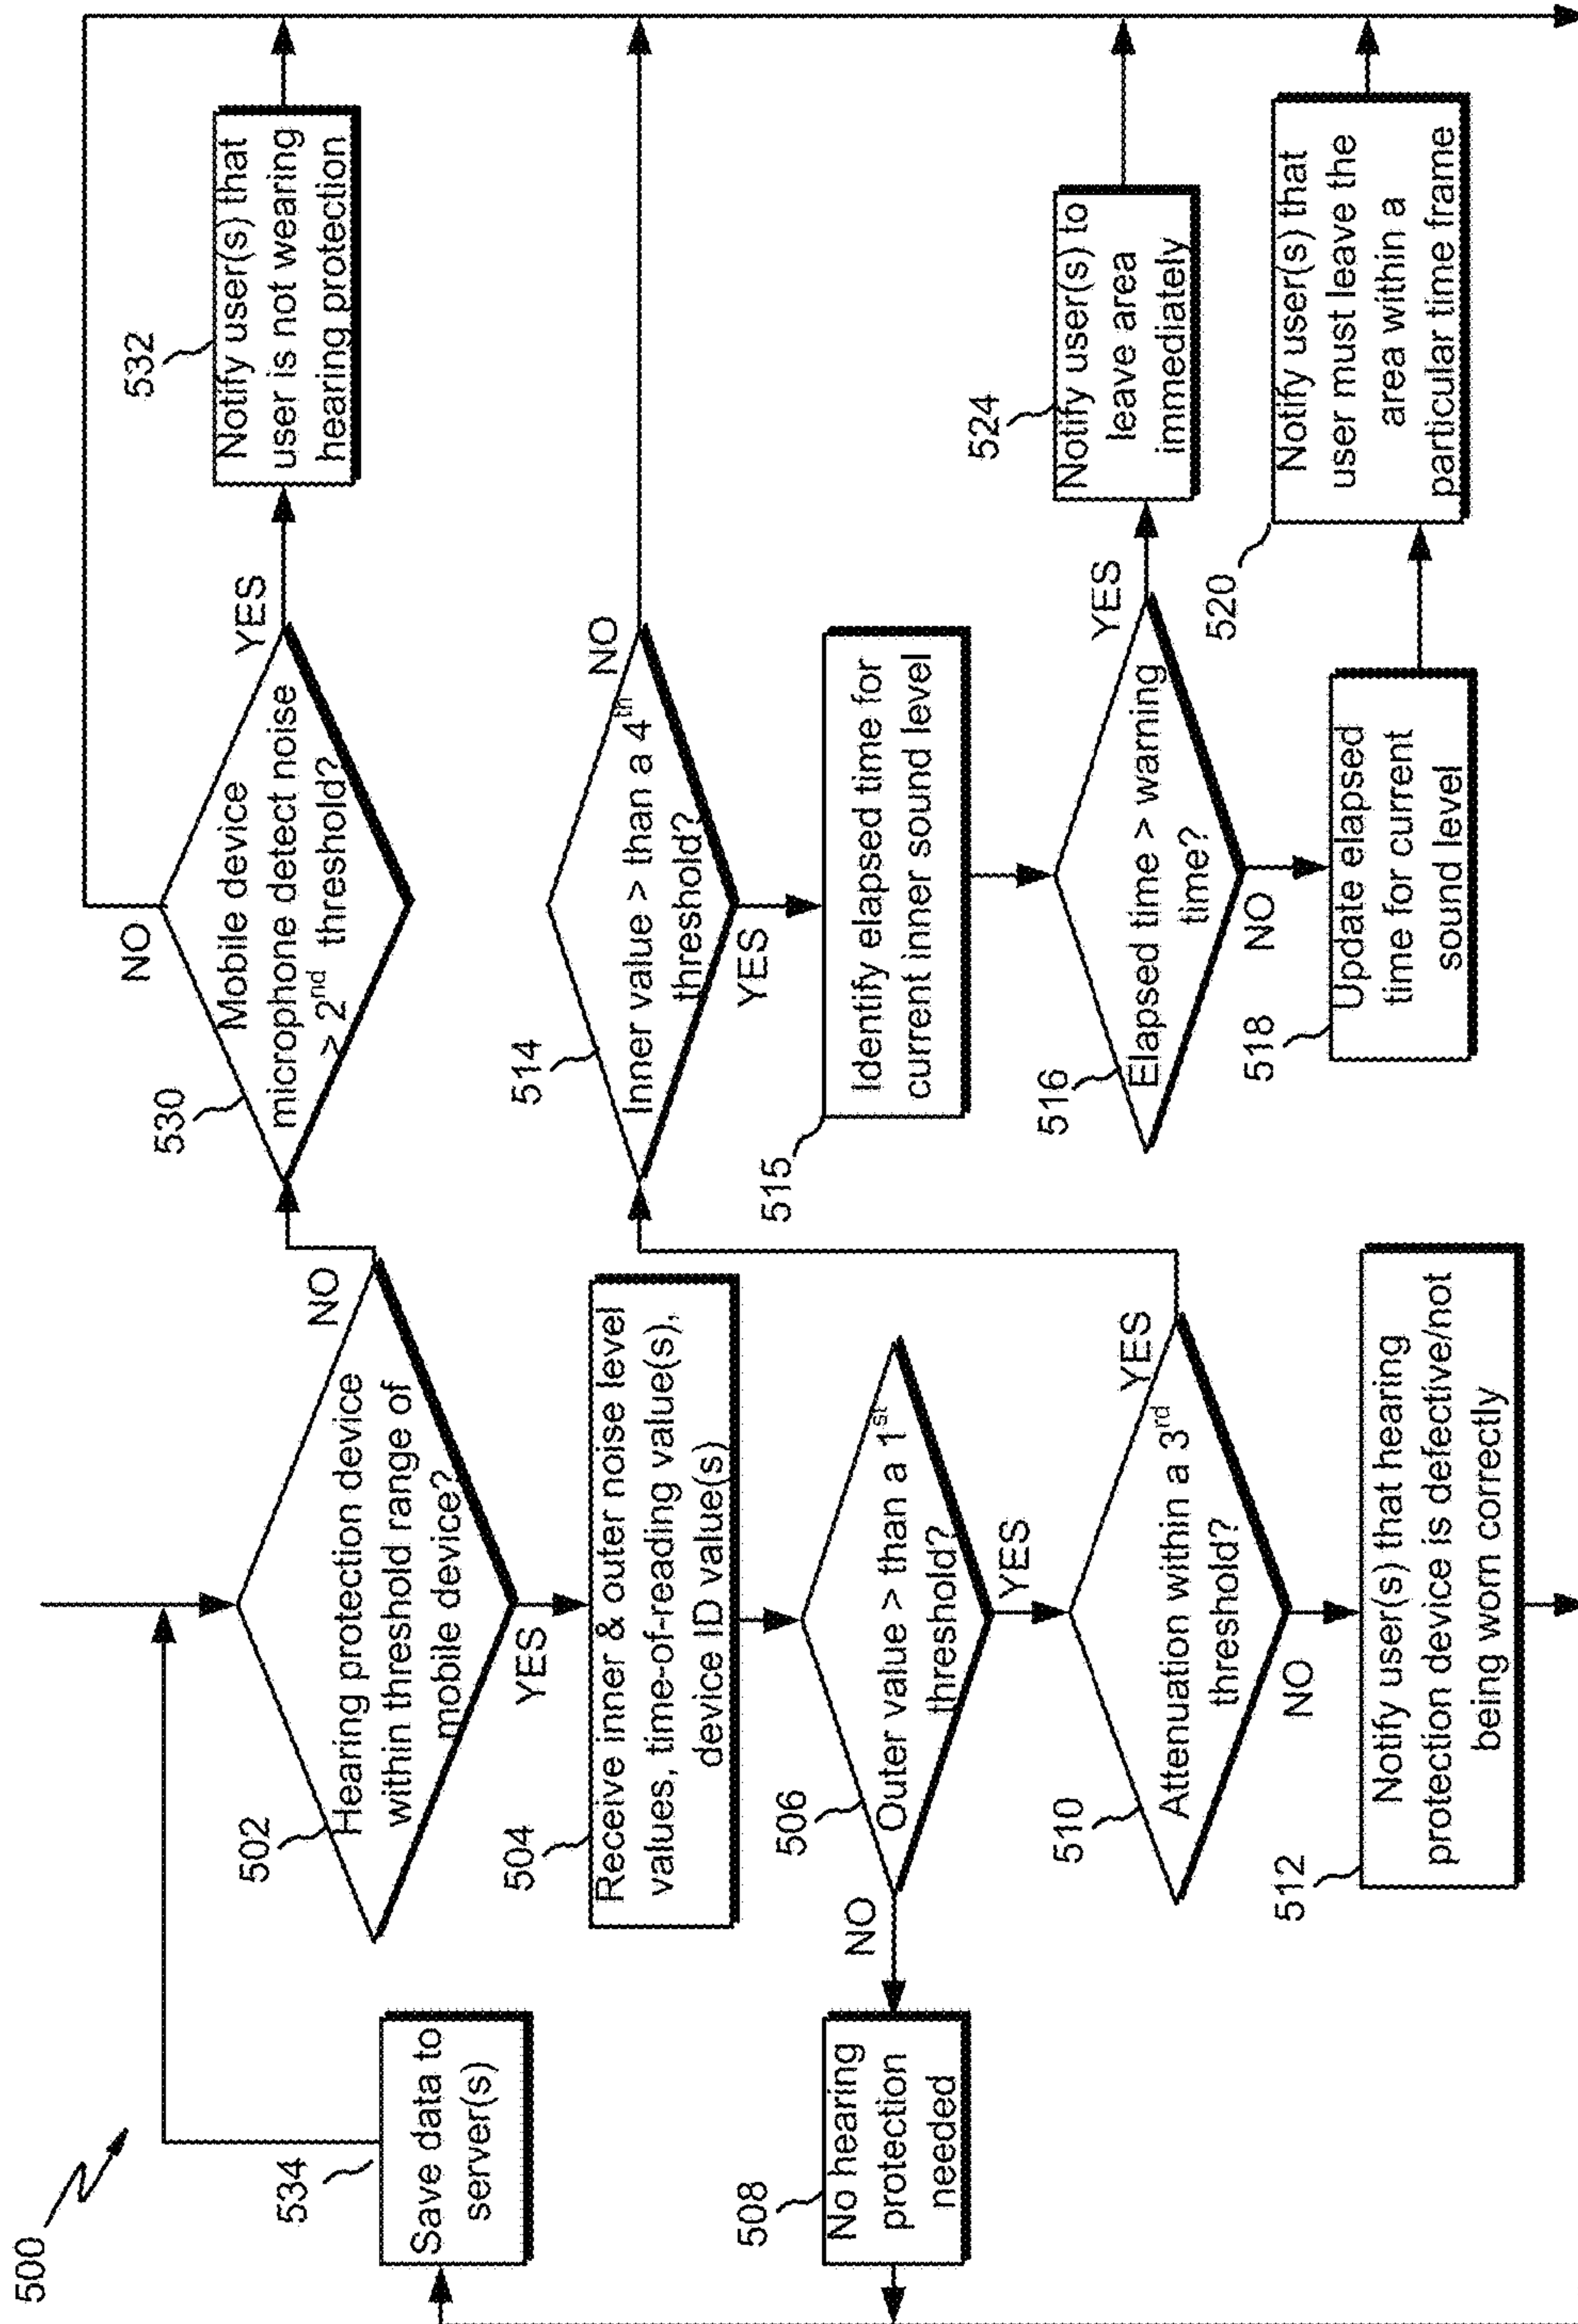 500
534
Save data to
server(s)
502
Hearing protection device
within threshold range of
mobile device?
NO
YES
504
Receive inner & outer noise level
values, time-of-reading value(s),
device ID value(s)
506
Outer value > than a 1st
threshold?
NO
YES
508
No hearing
protection
needed
510
Attenuation within a 3rd
threshold?
YES
NO
512
Notify user(s) that hearing
protection device is defective/not
being worn correctly
530
Mobile device
microphone detect noise
> 2nd threshold?
NO
YES
532
Notify user(s) that
user is not wearing
hearing protection
514
Inner value > than a 4th
threshold?
NO
YES
515
Identify elapsed time for
current inner sound level
516
Elapsed time > warning
time?
YES
NO
524
Notify user(s) to
leave area
immediately
518
Update elapsed
time for current
sound level
520
Notify user(s) that
user must leave the
area within a
particular time frame